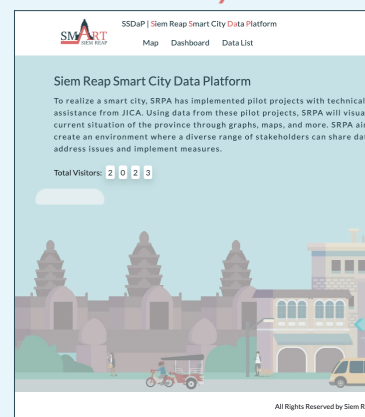 SMART
SIEM REAP
SSDaP | Siem Reap Smart City Data Platform
Map Dashboard Data List
Siem Reap Smart City Data Platform
To realize a smart city, SRPA has implemented pilot projects with technical
assistance from JICA. Using data from these pilot projects, SRPA will visua
current situation of the province through graphs, maps, and more. SRPA ai
create an environment where a diverse range of stakeholders can share dat
address issues and implement measures.
Total Visitors: 2 0 2 3
All Rights Reserved by Siem R